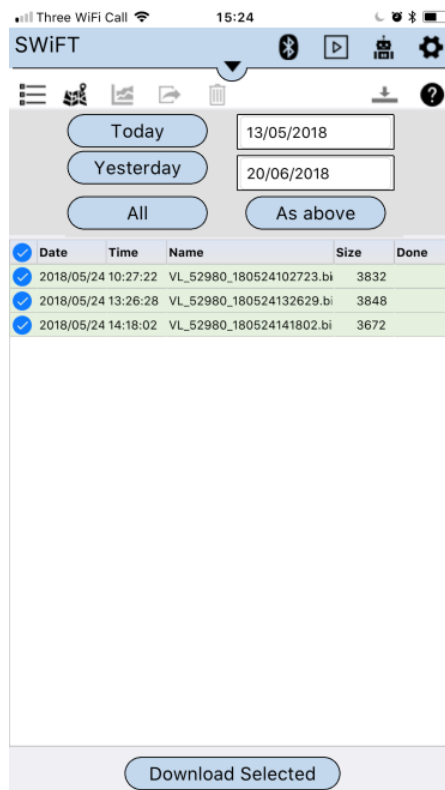 Three WiFi Call 15:24
SWiFT
Today 13/05/2018
Yesterday 20/06/2018
All As above
Date Time Name Size Done
2018/05/24 10:27:22 VL_52980_180524102723.bi 3832
2018/05/24 13:26:28 VL_52980_180524132629.bi 3848
2018/05/24 14:18:02 VL_52980_180524141802.bi 3672
Download Selected